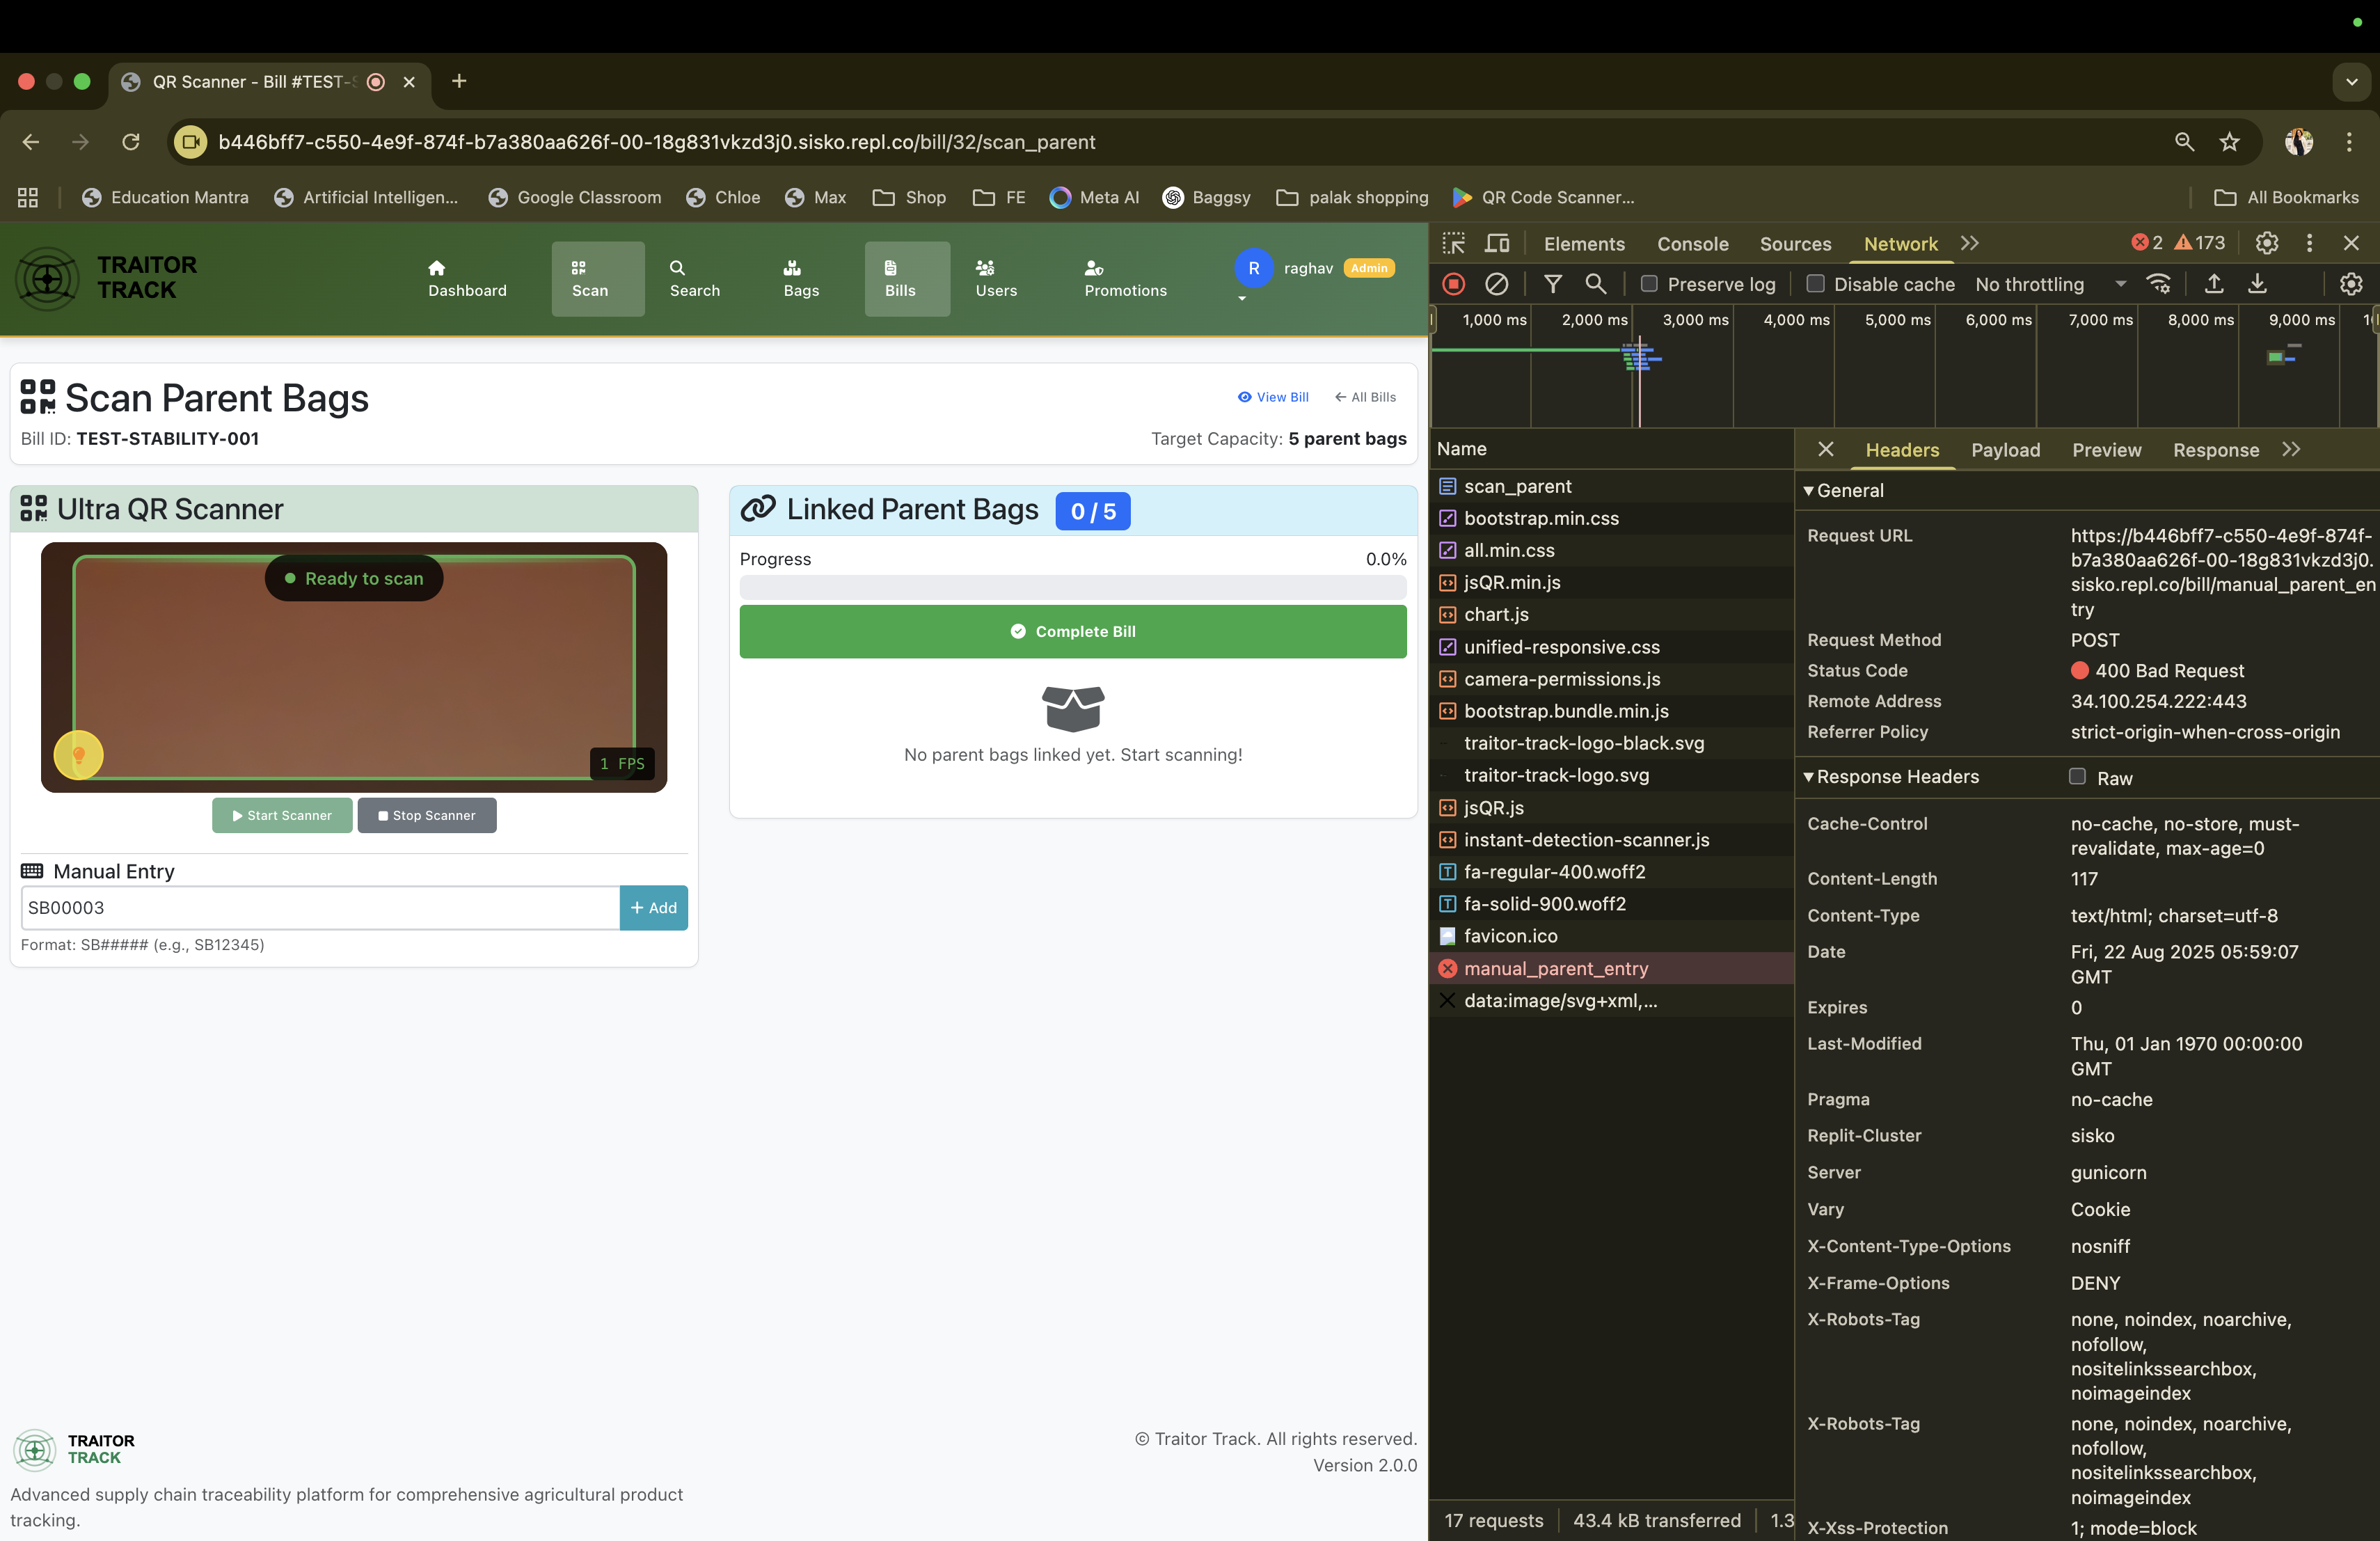 QR Scanner - Bill #TEST-S
b446bff7-c550-4e9f-874f-b7a380aa626f-00-18g831vkzd3j0.sisko.repl.co/bill/32/scan_parent
Education Mantra
Artificial Intelligen...
Google Classroom
Chloe
Max
Shop
FE
Meta AI
Baggsy
palak shopping
QR Code Scanner...
All Bookmarks
TRAITOR
TRACK
Dashboard
Scan
Search
Bags
Bills
Users
Promotions
R
raghav
Admin
Scan Parent Bags
View Bill
All Bills
Bill ID: TEST-STABILITY-001
Target Capacity: 5 parent bags
Ultra QR Scanner
Ready to scan
1 FPS
Start Scanner
Stop Scanner
Manual Entry
SB00003
+ Add
Format: SB##### (e.g., SB12345)
Linked Parent Bags 0 / 5
Progress
0.0%
Complete Bill
No parent bags linked yet. Start scanning!
TRAITOR
TRACK
Advanced supply chain traceability platform for comprehensive agricultural product
tracking.
© Traitor Track. All rights reserved.
Version 2.0.0
Elements
Console
Sources
Network
2
173
Preserve log
Disable cache
No throttling
1,000 ms
2,000 ms
3,000 ms
4,000 ms
5,000 ms
6,000 ms
7,000 ms
8,000 ms
9,000 ms
Name
scan_parent
bootstrap.min.css
all.min.css
jsQR.min.js
chart.js
unified-responsive.css
camera-permissions.js
bootstrap.bundle.min.js
traitor-track-logo-black.svg
traitor-track-logo.svg
jsQR.js
instant-detection-scanner.js
fa-regular-400.woff2
fa-solid-900.woff2
favicon.ico
manual_parent_entry
data:image/svg+xml,...
17 requests
43.4 kB transferred
1.3
Headers
Payload
Preview
Response
General
Request URL
https://b446bff7-c550-4e9f-874f-
b7a380aa626f-00-18g831vkzd3j0.
sisko.repl.co/bill/manual_parent_en
try
Request Method
POST
Status Code
400 Bad Request
Remote Address
34.100.254.222:443
Referrer Policy
strict-origin-when-cross-origin
Response Headers
Raw
Cache-Control
no-cache, no-store, must-
revalidate, max-age=0
Content-Length
117
Content-Type
text/html; charset=utf-8
Date
Fri, 22 Aug 2025 05:59:07
GMT
Expires
0
Last-Modified
Thu, 01 Jan 1970 00:00:00
GMT
Pragma
no-cache
Replit-Cluster
sisko
Server
gunicorn
Vary
Cookie
X-Content-Type-Options
nosniff
X-Frame-Options
DENY
X-Robots-Tag
none, noindex, noarchive,
nofollow,
nositelinkssearchbox,
noimageindex
X-Robots-Tag
none, noindex, noarchive,
nofollow,
nositelinkssearchbox,
noimageindex
X-Xss-Protection
1; mode=block